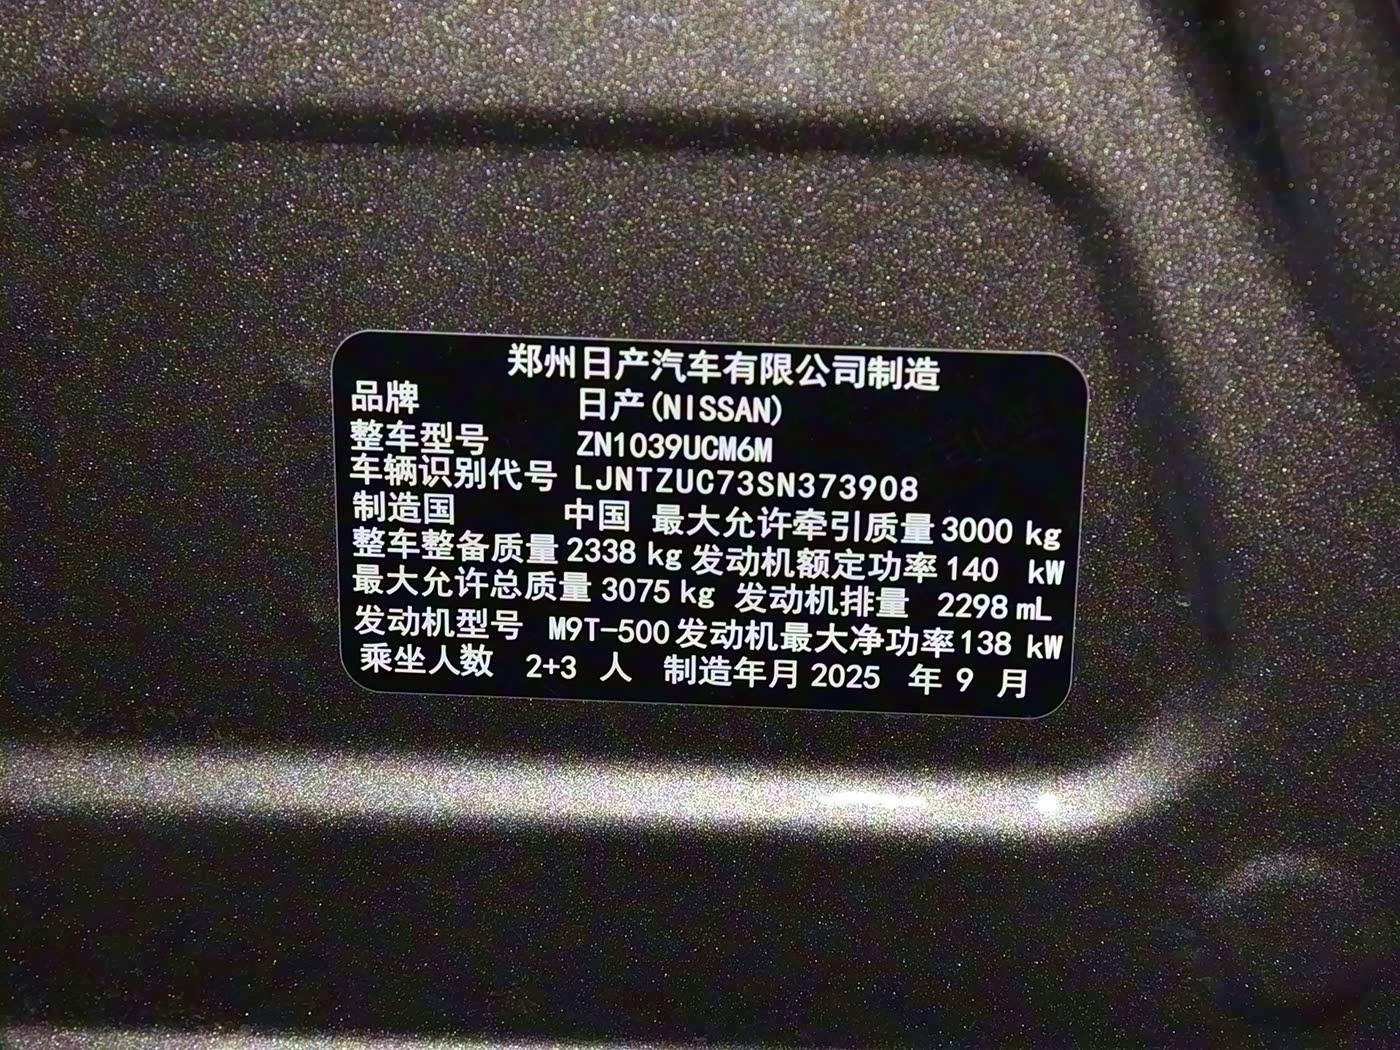 郑州日产汽车有限公司制造
品牌 日产(NISSAN)
整车型号 ZN1039UCM6M
车辆识别代号 LJNTZUC73SN373908
制造国 中国 最大允许牵引质量 3000 kg
整车整备质量 2338 kg 发动机额定功率 140 kW
最大允许总质量 3075 kg 发动机排量 2298 mL
发动机型号 M9T-500 发动机最大净功率 138 kW
乘坐人数 2+3 人 制造年月 2025 年 9 月